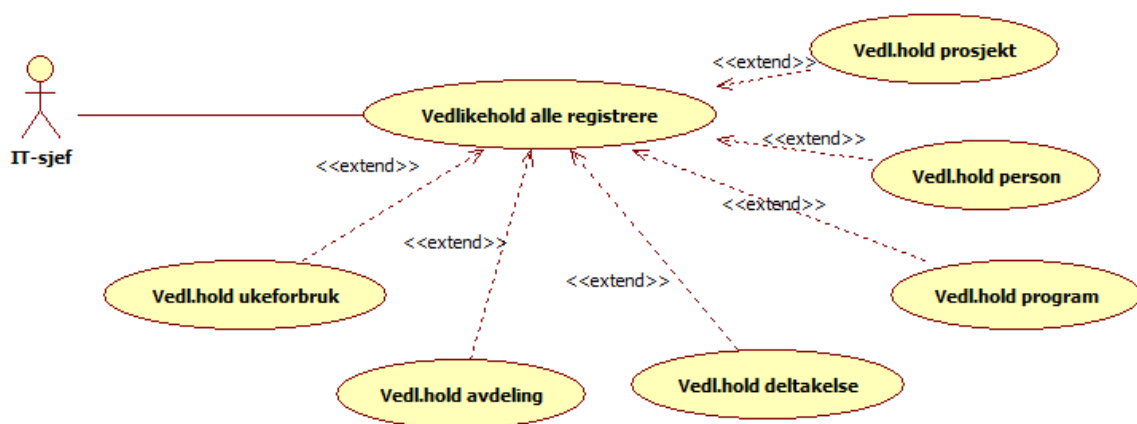 Vedl.hold prosjekt
<<extend>>
Vedlikehold alle registrere
IT-sjef
<<extend>>
<<extend>>
Vedl.hold person
<<extend>>
<<extend>>
<<extend>>
Vedl.hold ukeforbruk
Vedl.hold program
Vedl.hold avdeling
Vedl.hold deltakelse